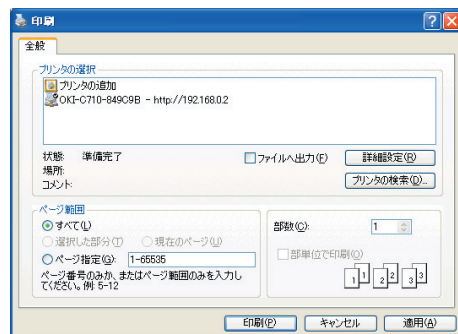 印刷
全般
プリンタの選択
プリンタの追加
OKI-C710-849C9B - http://192.168.0.2
状態: 準備完了
場所:
コメント:
ファイルへ出力(F)
詳細設定(R)
プリンタの検索(D)...
ページ範囲
すべて(L)
選択した部分(T)
現在のページ(U)
ページ指定(G): 1-65535
ページ番号のみか、またはページ範囲のみを入力し
てください。例: 5-12
部数(C): 1
部単位で印刷(O)
1 1 2 2 3 3
印刷(P)
キャンセル
適用(A)